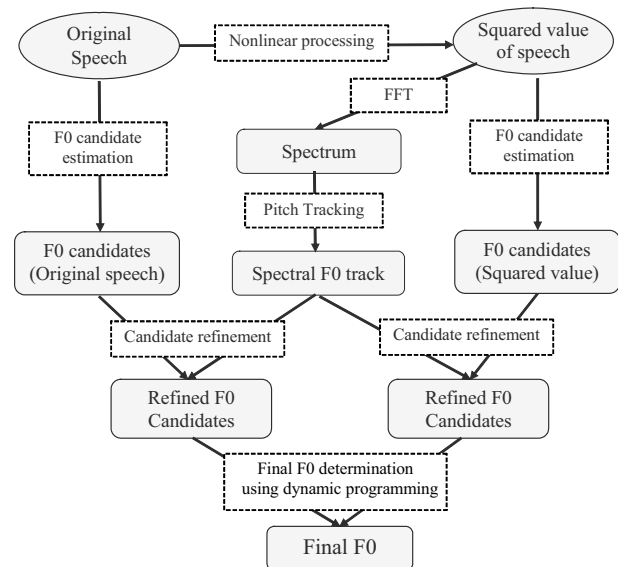 Original
Speech
Nonlinear processing
Squared value
of speech
FFT
F0 candidate
estimation
Spectrum
F0 candidate
estimation
Pitch Tracking
F0 candidates
(Original speech)
Spectral F0 track
F0 candidates
(Squared value)
Candidate refinement
Candidate refinement
Refined F0
Candidates
Refined F0
Candidates
Final F0 determination
using dynamic programming
Final F0